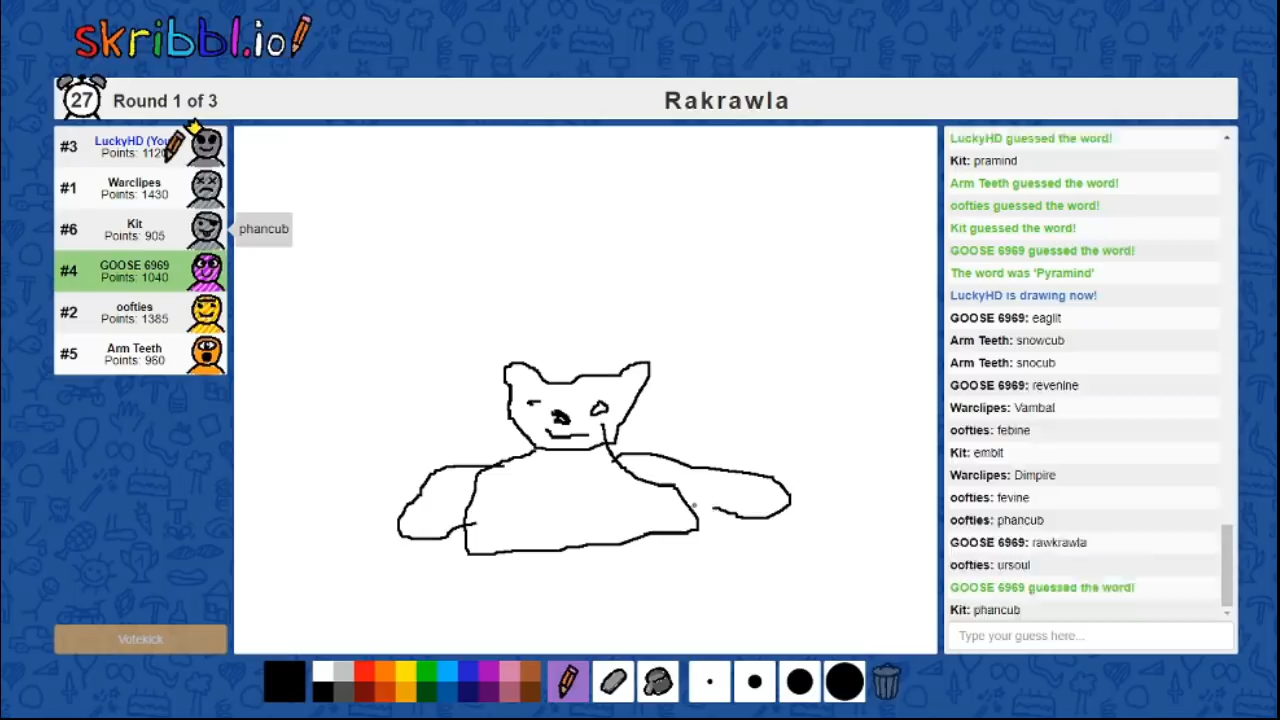 skribbl.io
27
Round 1 of 3
Rakrawla
#3
LuckyHD (You
Points: 1120
#1
Warclipes
Points: 1430
#6
Kit
Points: 905
phancub
#4
GOOSE 6969
Points: 1040
#2
oofties
Points: 1385
#5
Arm Teeth
Points: 960
Votekick
LuckyHD guessed the word!
Kit: pramind
Arm Teeth guessed the word!
oofties guessed the word!
Kit guessed the word!
GOOSE 6969 guessed the word!
The word was 'Pyramind'
LuckyHD is drawing now!
GOOSE 6969: eaglit
Arm Teeth: snowcub
Arm Teeth: snocub
GOOSE 6969: revenine
Warclipes: Vambal
oofties: febine
Kit: embit
Warclipes: Dimpire
oofties: fevine
oofties: phancub
GOOSE 6969: rawkrawla
oofties: ursoul
GOOSE 6969 guessed the word!
Kit: phancub
Type your guess here...